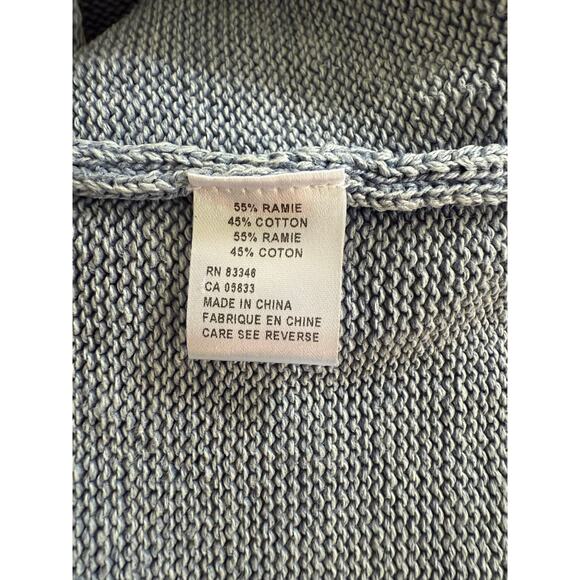 55% RAMIE
45% COTTON
55% RAMIE
45% COTON
RN 83346
CA 05633
MADE IN CHINA
FABRIQUE EN CHINE
CARE SEE REVERSE